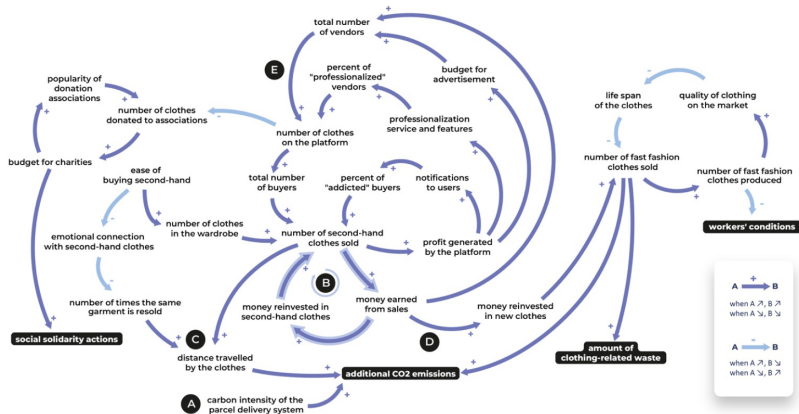 total number
of vendors
E
percent of
"professionalized"
vendors
budget for
advertisement
popularity of
donation
associations
number of clothes
donated to associations
life span
of the clothes
quality of clothing
on the market
number of clothes
on the platform
professionalization
service and features
budget for charities
ease of
buying second-hand
number of fast fashion
clothes sold
number of fast fashion
clothes produced
total number
of buyers
percent of
"addicted" buyers
notifications
to users
number of clothes
in the wardrobe
emotional connection
with second-hand clothes
number of second-hand
clothes sold
profit generated
by the platform
workers' conditions
B
number of times the same
garment is resold
money reinvested in
second-hand clothes
money earned
from sales
money reinvested
in new clothes
social solidarity actions
C
D
distance travelled
by the clothes
additional CO2 emissions
amount of
clothing-related waste
A
carbon intensity of the
parcel delivery system
A + B
when A ↗, B ↗
when A ↘, B ↘
A - B
when A ↗, B ↘
when A ↘, B ↗